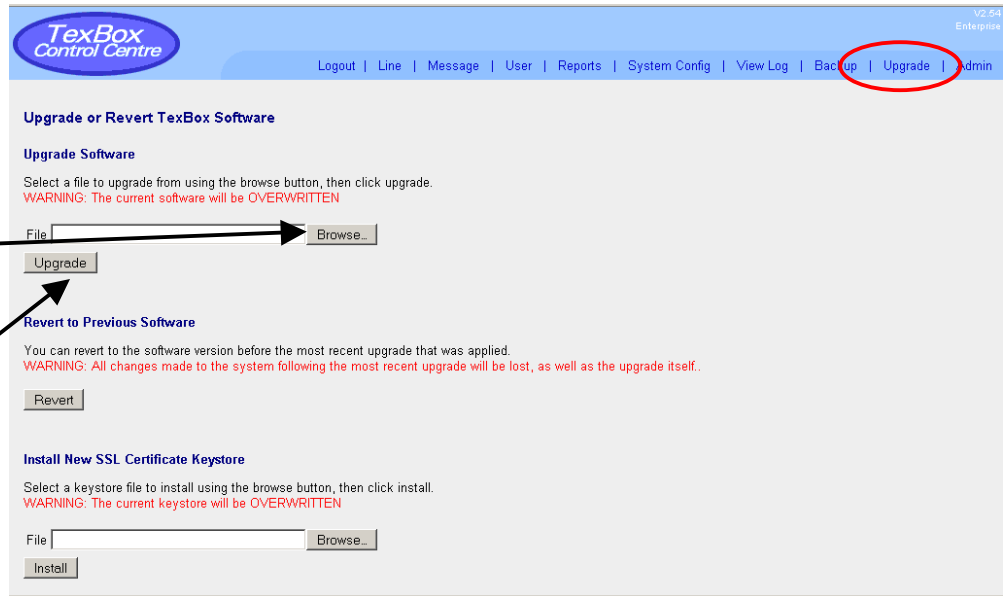 V2.54
Enterprise
TexBox
Control Centre
Logout | Line | Message | User | Reports | System Config | View Log | Backup | Upgrade | Admin
Upgrade or Revert TexBox Software
Upgrade Software
Select a file to upgrade from using the browse button, then click upgrade.
WARNING: The current software will be OVERWRITTEN
File Browse...
Upgrade
Revert to Previous Software
You can revert to the software version before the most recent upgrade that was applied.
WARNING: All changes made to the system following the most recent upgrade will be lost, as well as the upgrade itself..
Revert
Install New SSL Certificate Keystore
Select a keystore file to install using the browse button, then click install.
WARNING: The current keystore will be OVERWRITTEN
File Browse...
Install